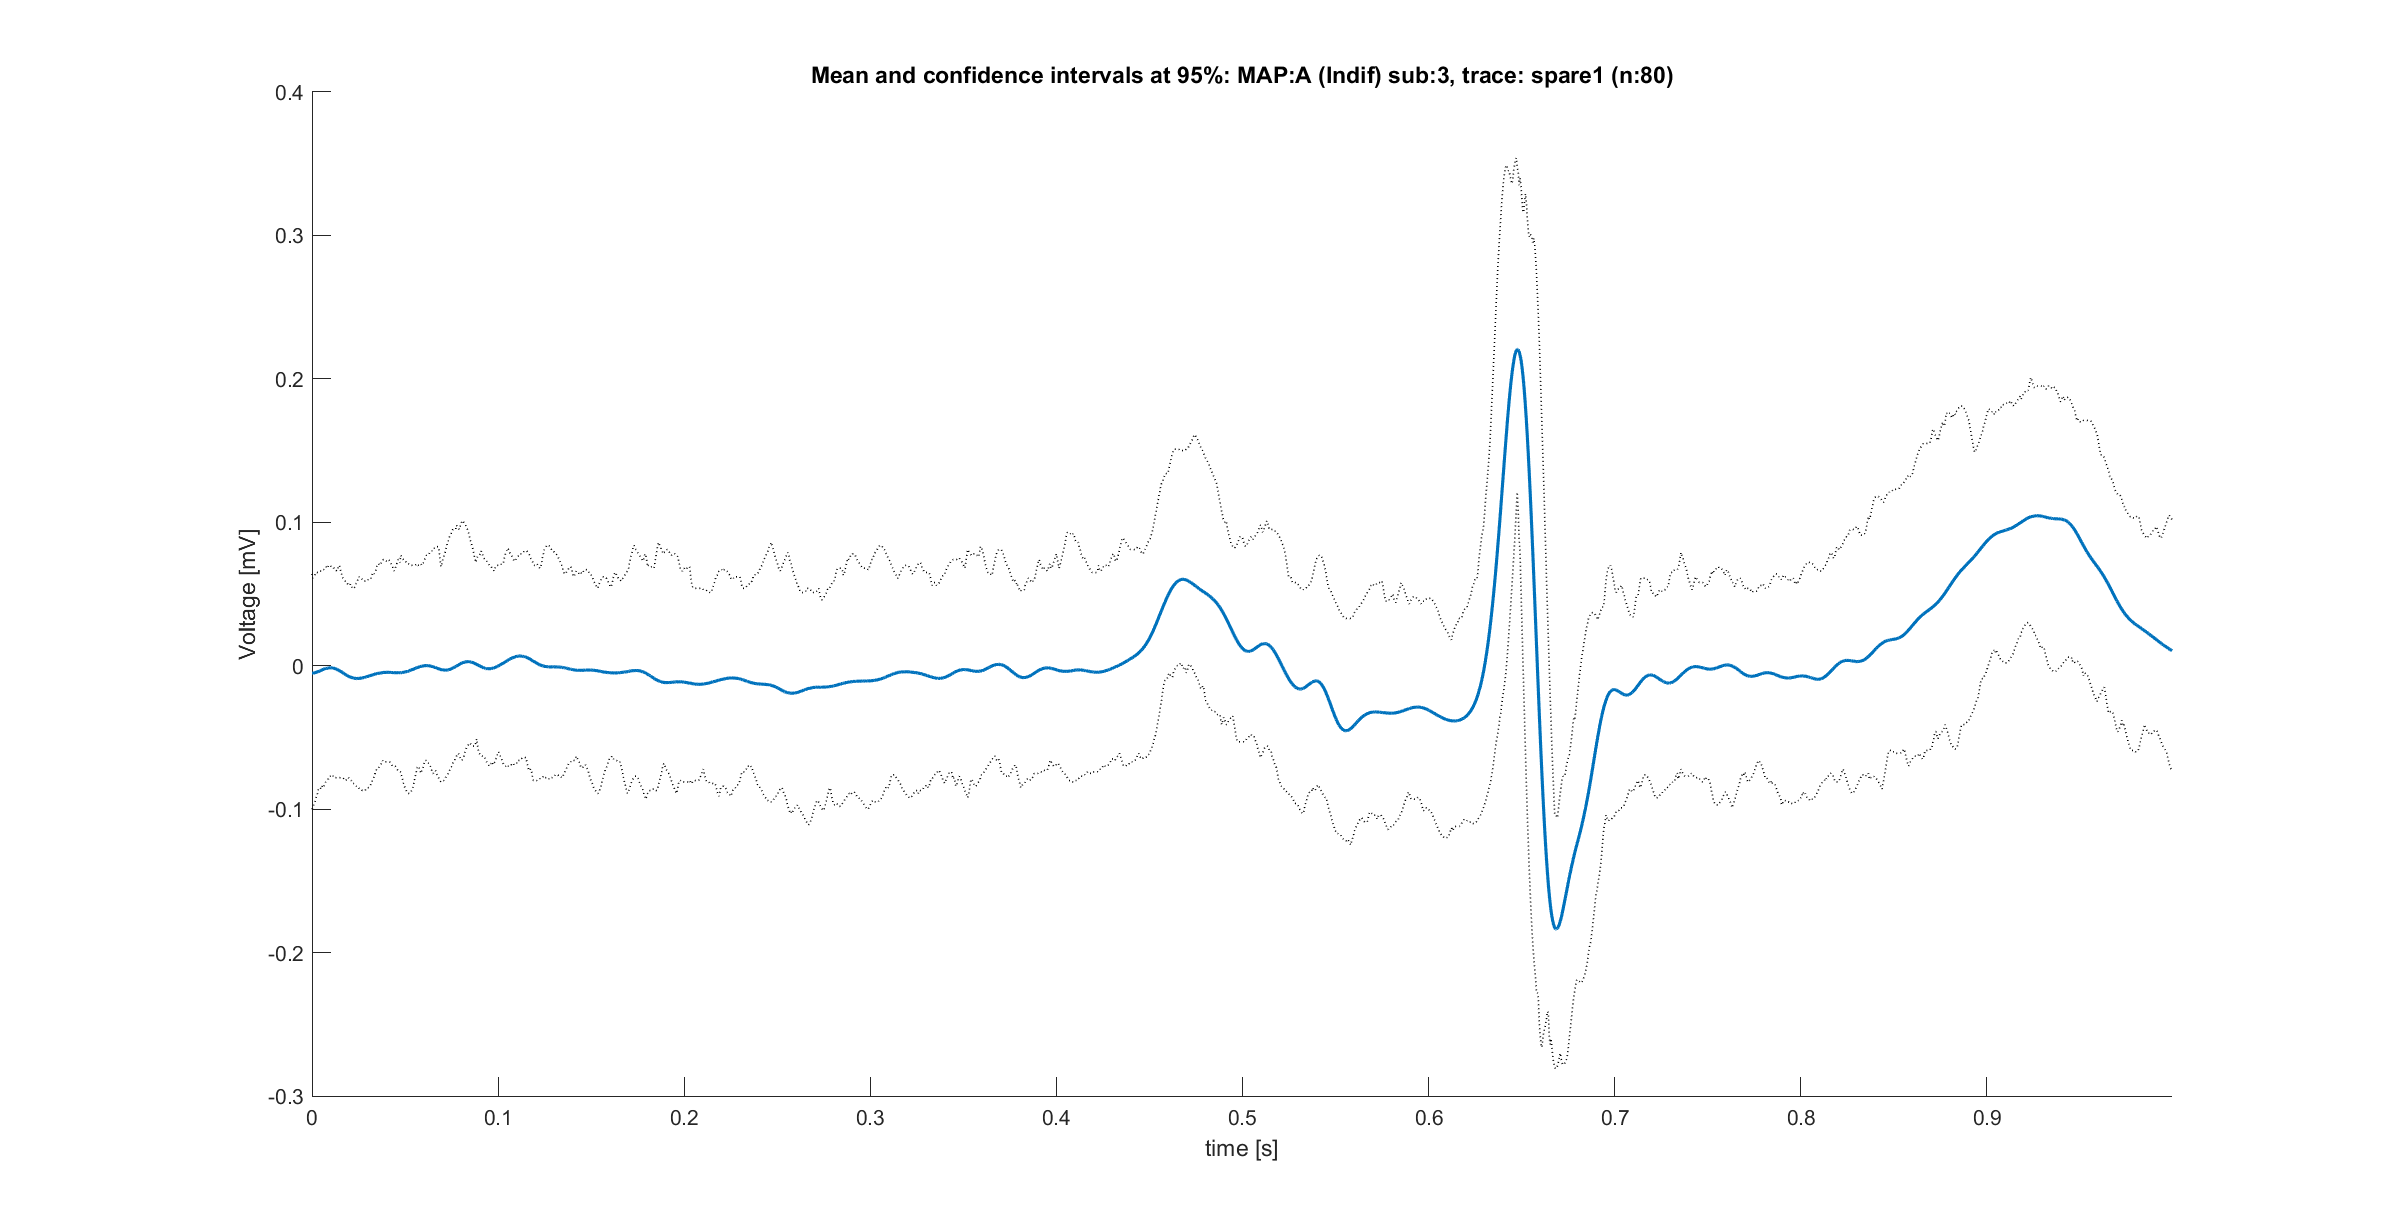 Mean and confidence intervals at 95%: MAP:A (Indif) sub:3, trace: spare1 (n:80)
0.4
0.3
0.2
0.1
0
-0.1
-0.2
-0.3
Voltage [mV]
0 0.1 0.2 0.3 0.4 0.5 0.6 0.7 0.8 0.9
time [s]